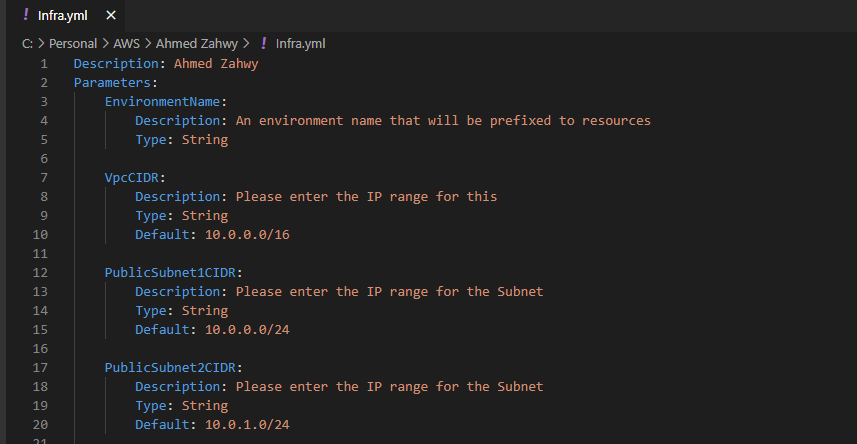 ! Infra.yml ×
C: > Personal > AWS > Ahmed Zahwy > ! Infra.yml
1 Description: Ahmed Zahwy
2 Parameters:
3 EnvironmentName:
4 Description: An environment name that will be prefixed to resources
5 Type: String
6
7 VpcCIDR:
8 Description: Please enter the IP range for this
9 Type: String
10 Default: 10.0.0.0/16
11
12 PublicSubnet1CIDR:
13 Description: Please enter the IP range for the Subnet
14 Type: String
15 Default: 10.0.0.0/24
16
17 PublicSubnet2CIDR:
18 Description: Please enter the IP range for the Subnet
19 Type: String
20 Default: 10.0.1.0/24
21